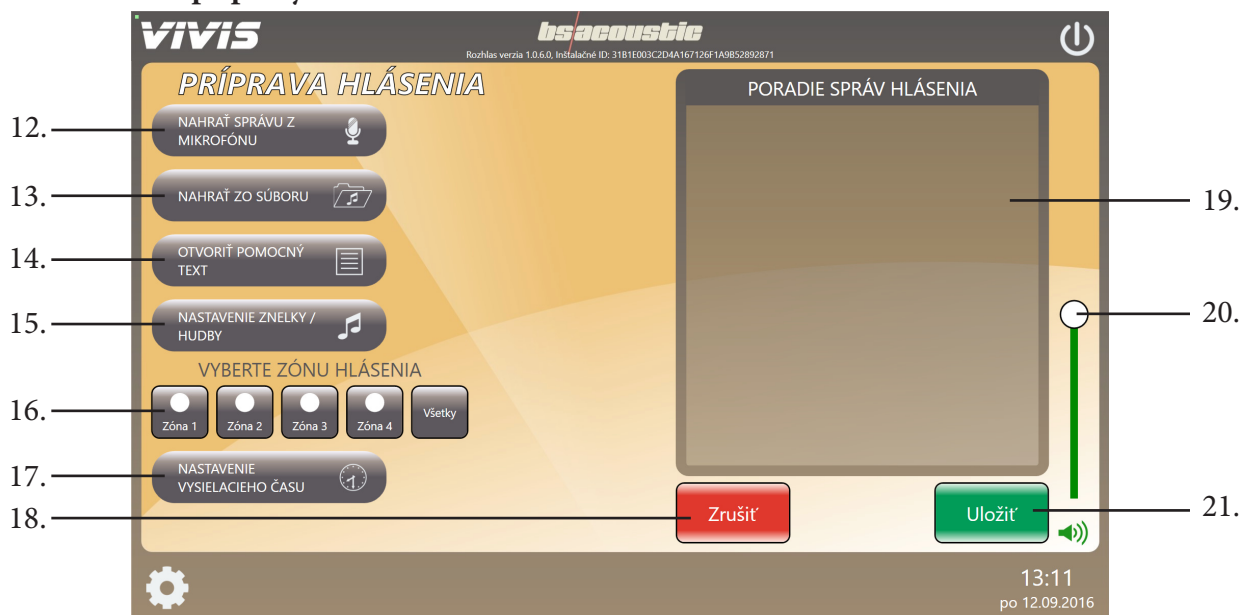 VIVIS
bsacoustic
Rozhlas verzia 1.0.6.0, Inštalačné ID: 31B1E003C2D4A167126F1A9B52892871
PRÍPRAVA HLÁSENIA
PORADIE SPRÁV HLÁSENIA
12.
NAHRAŤ SPRÁVU Z
MIKROFÓNU
13.
NAHRAŤ ZO SÚBORU
19.
14.
OTVORIŤ POMOCNÝ
TEXT
15.
NASTAVENIE ZNELKY /
HUDBY
20.
VYBERTE ZÓNU HLÁSENIA
16.
Zóna 1 Zóna 2 Zóna 3 Zóna 4 Všetky
17.
NASTAVENIE
VYSIELACIEHO ČASU
18.
Zrušiť
Uložiť
21.
13:11
po 12.09.2016